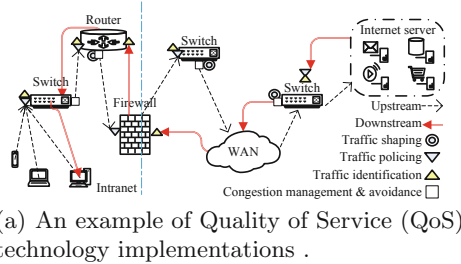 Router
Internet server
Switch
Switch
Switch
Firewall
Upstream
Downstream
WAN
Traffic shaping
Traffic policing
Traffic identification
Intranet
Congestion management & avoidance
(a) An example of Quality of Service (QoS)
technology implementations .